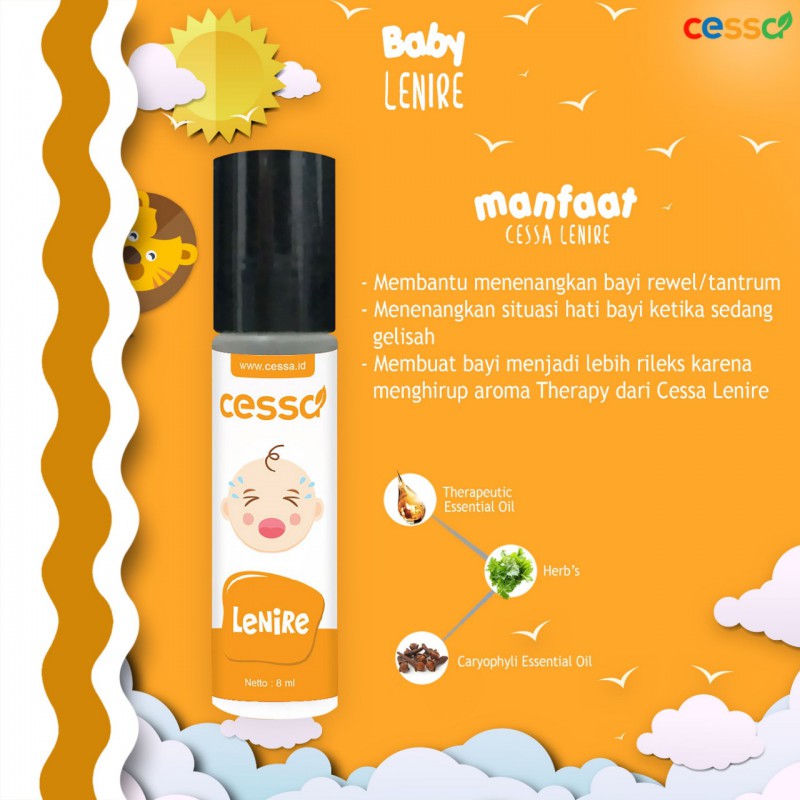 cessa
Baby
LENIRE
manfaat
CESSA LENIRE
- Membantu menenangkan bayi rewel/tantrum
- Menenangkan situasi hati bayi ketika sedang
gelisah
- Membuat bayi menjadi lebih rileks karena
menghirup aroma Therapy dari Cessa Lenire
www.cessa.id
cessa
LeNiRe
Netto : 8 ml
Therapeutic
Essential Oil
Herb's
Caryophyli Essential Oil